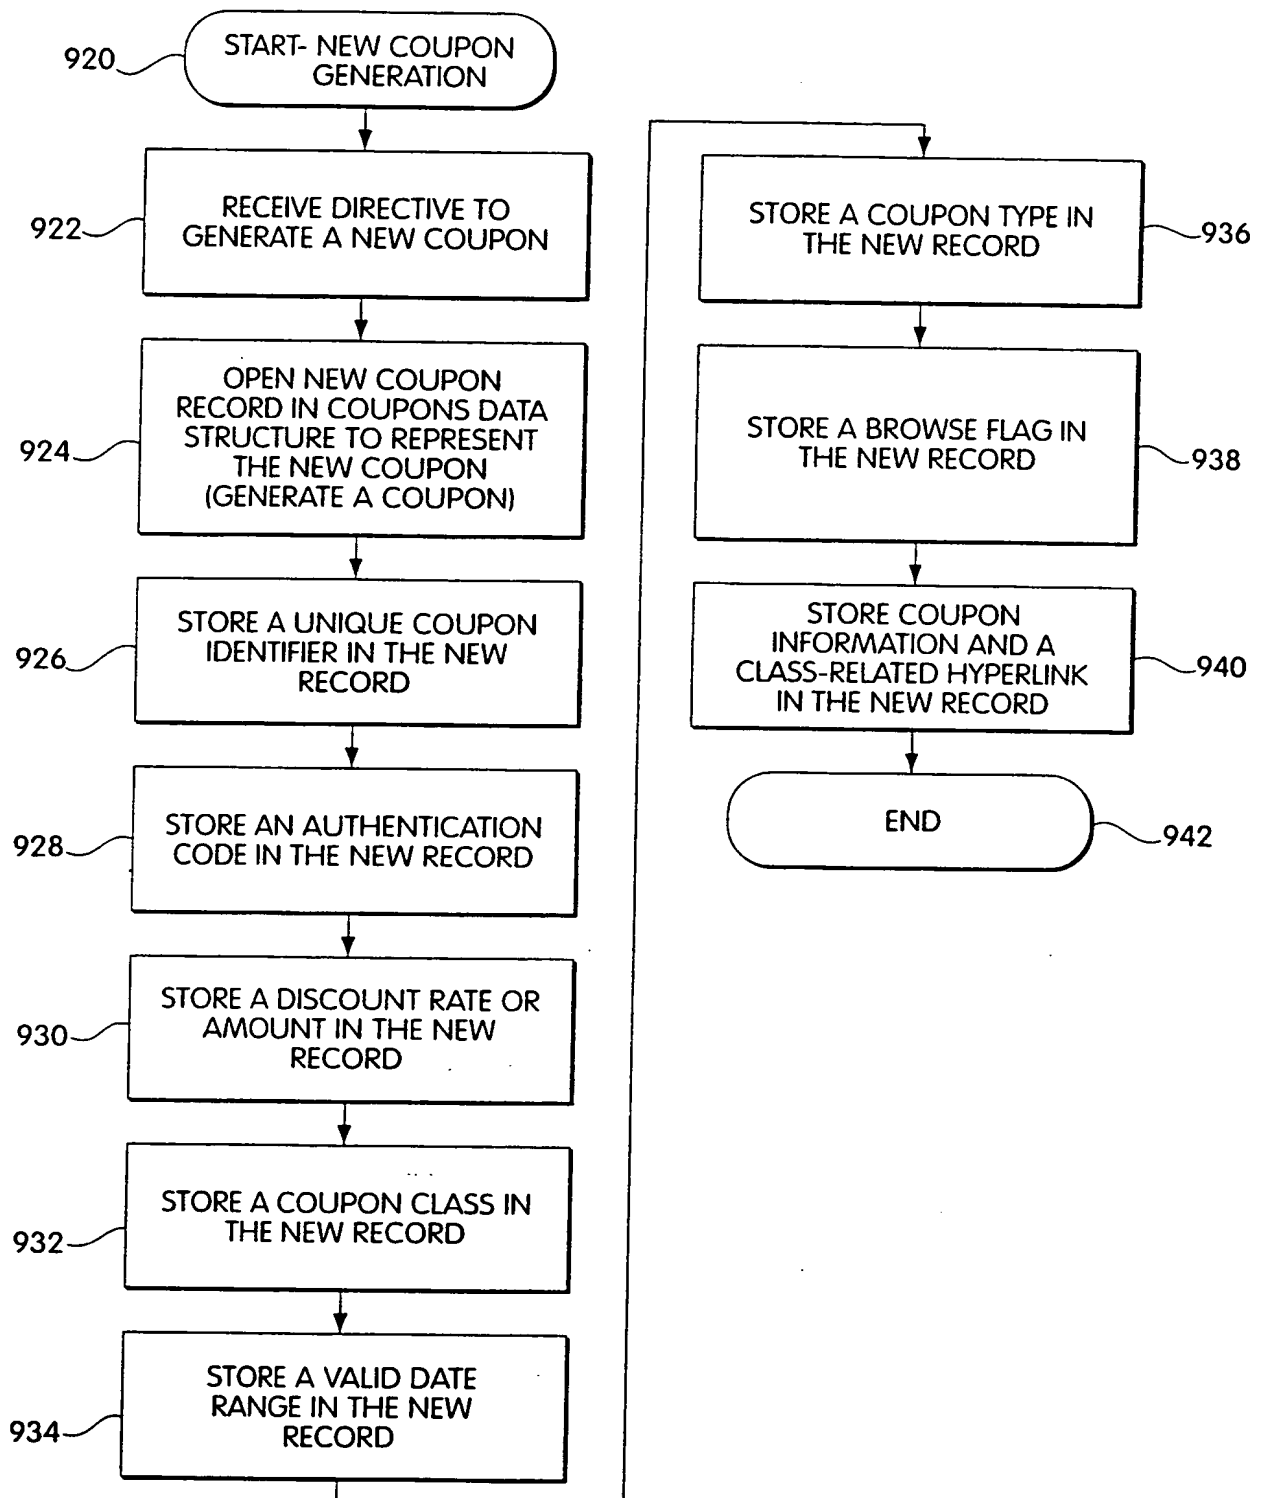 920
START- NEW COUPON
GENERATION
922
RECEIVE DIRECTIVE TO
GENERATE A NEW COUPON
924
OPEN NEW COUPON
RECORD IN COUPONS DATA
STRUCTURE TO REPRESENT
THE NEW COUPON
(GENERATE A COUPON)
926
STORE A UNIQUE COUPON
IDENTIFIER IN THE NEW
RECORD
928
STORE AN AUTHENTICATION
CODE IN THE NEW RECORD
930
STORE A DISCOUNT RATE OR
AMOUNT IN THE NEW
RECORD
932
STORE A COUPON CLASS IN
THE NEW RECORD
934
STORE A VALID DATE
RANGE IN THE NEW
RECORD
STORE A COUPON TYPE IN
THE NEW RECORD
936
STORE A BROWSE FLAG IN
THE NEW RECORD
938
STORE COUPON
INFORMATION AND A
CLASS-RELATED HYPERLINK
IN THE NEW RECORD
940
END
942